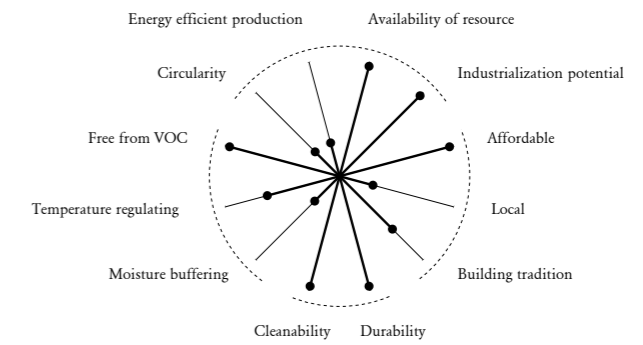 Energy efficient production
Availability of resource
Circularity
Industrialization potential
Free from VOC
Affordable
Temperature regulating
Local
Moisture buffering
Building tradition
Cleanability
Durability